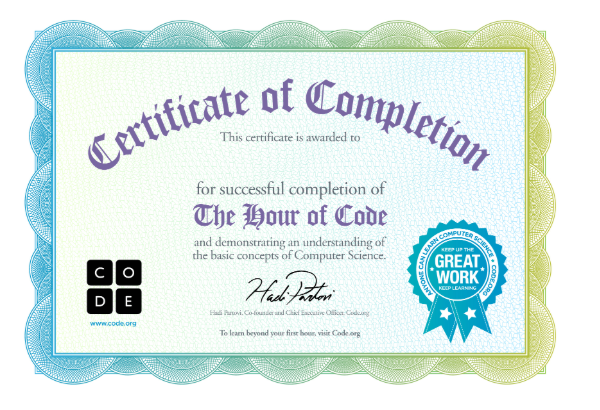 Certificate of Completion
This certificate is awarded to
for successful completion of
The Hour of Code
and demonstrating an understanding of
the basic concepts of Computer Science.
CO
DE
www.code.org
Hadi Partovi
Hadi Partovi, Co-founder and Chief Executive Officer, Code.org
To learn beyond your first hour, visit Code.org
ANYONE CAN LEARN COMPUTER SCIENCE • CODE.ORG
KEEP UP THE
GREAT
WORK
KEEP LEARNING